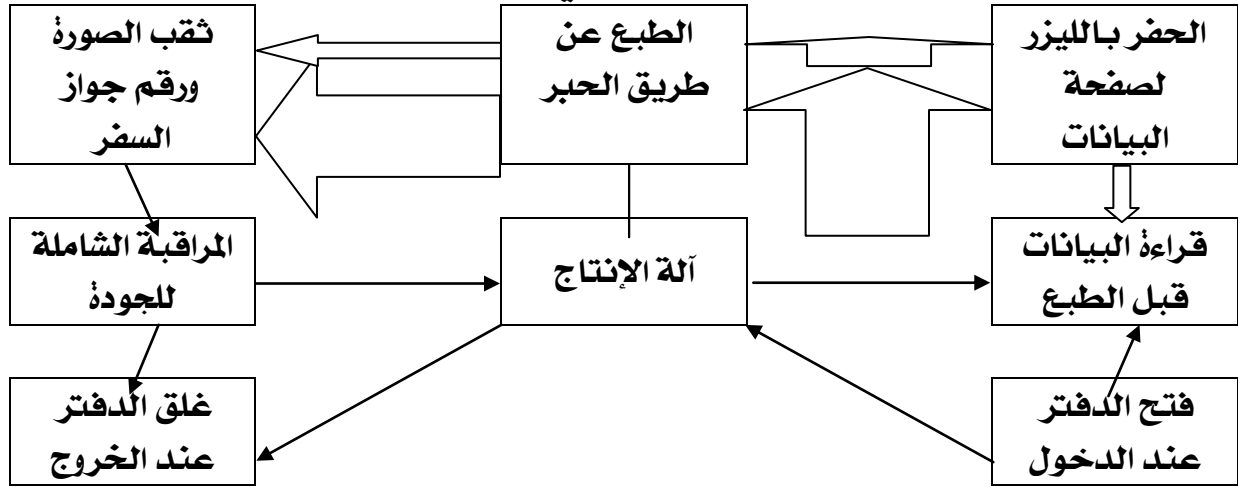 الحفر بالليزر
لصفحة
البيانات
الطبع عن
طريق الحبر
ثقب الصورة
ورقم جواز
السفر
قراءة البيانات
قبل الطبع
آلة الإنتاج
المراقبة الشاملة
للجودة
فتح الدفتر
عند الدخول
غلق الدفتر
عند الخروج